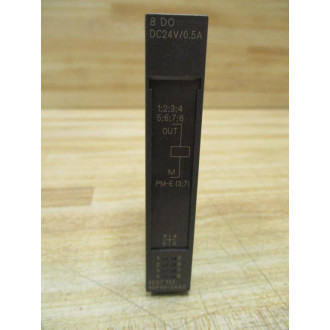 8 DO
DC24V/0.5A
1;2;3;4
5;6;7;8
OUT
M
PM-E (3;7)